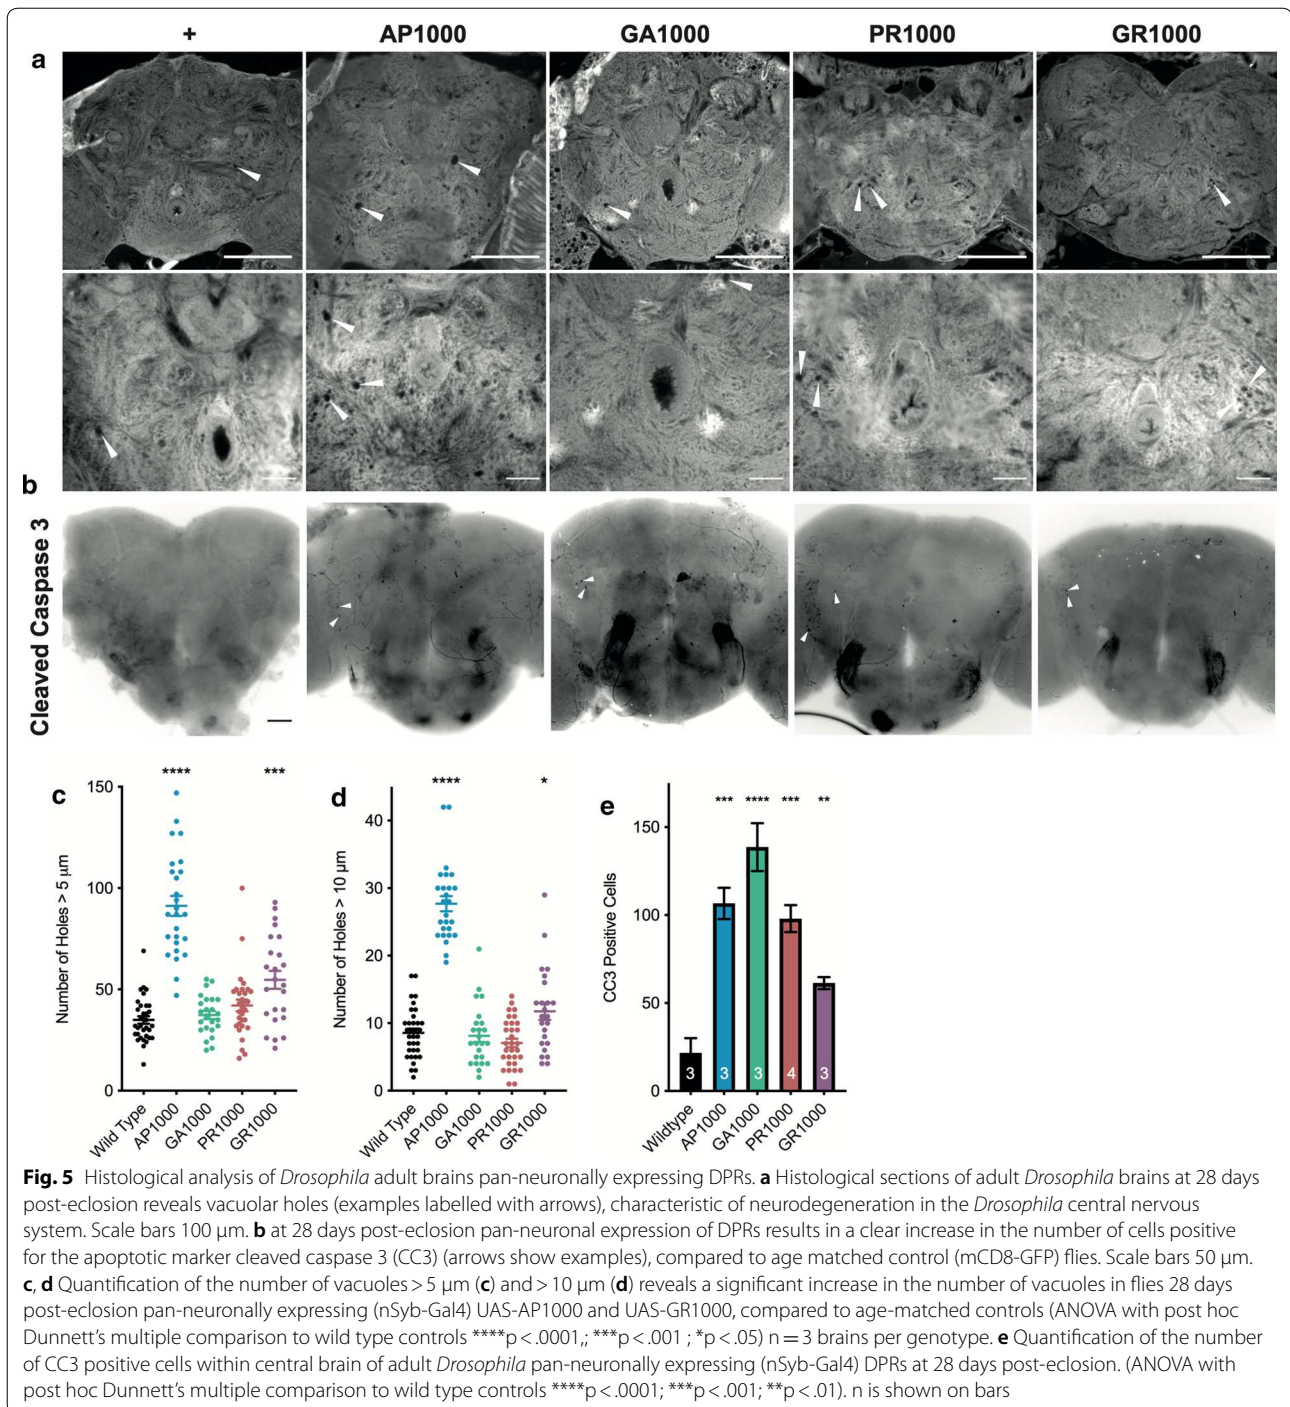 + AP1000 GA1000 PR1000 GR1000
a
b
Cleaved Caspase 3
c
**** ***
150
100
50
0
Number of Holes > 5 μm
Wild Type AP1000 GA1000 PR1000 GR1000
d
**** *
40
30
20
10
0
Number of Holes > 10 μm
Wild Type AP1000 GA1000 PR1000 GR1000
e
*** **** *** **
150
100
50
0
CC3 Positive Cells
3 3 3 4 3
Wildtype AP1000 GA1000 PR1000 GR1000
Fig. 5 Histological analysis of Drosophila adult brains pan-neuronally expressing DPRs. a Histological sections of adult Drosophila brains at 28 days
post-eclosion reveals vacuolar holes (examples labelled with arrows), characteristic of neurodegeneration in the Drosophila central nervous
system. Scale bars 100 μm. b at 28 days post-eclosion pan-neuronal expression of DPRs results in a clear increase in the number of cells positive
for the apoptotic marker cleaved caspase 3 (CC3) (arrows show examples), compared to age matched control (mCD8-GFP) flies. Scale bars 50 μm.
c, d Quantification of the number of vacuoles > 5 μm (c) and > 10 μm (d) reveals a significant increase in the number of vacuoles in flies 28 days
post-eclosion pan-neuronally expressing (nSyb-Gal4) UAS-AP1000 and UAS-GR1000, compared to age-matched controls (ANOVA with post hoc
Dunnett's multiple comparison to wild type controls ****p < .0001,; ***p < .001 ; *p < .05) n = 3 brains per genotype. e Quantification of the number
of CC3 positive cells within central brain of adult Drosophila pan-neuronally expressing (nSyb-Gal4) DPRs at 28 days post-eclosion. (ANOVA with
post hoc Dunnett's multiple comparison to wild type controls ****p < .0001; ***p < .001; **p < .01). n is shown on bars